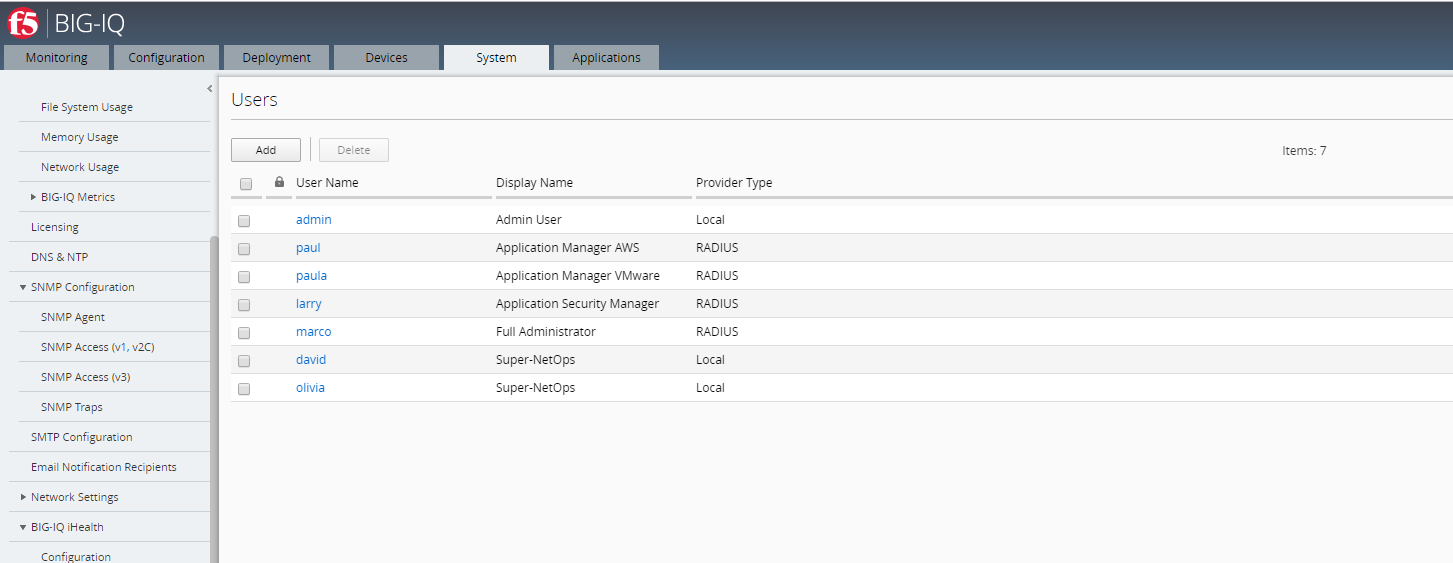 f5 BIG-IQ
Monitoring Configuration Deployment Devices System Applications
File System Usage
Memory Usage
Network Usage
BIG-IQ Metrics
Licensing
DNS & NTP
SNMP Configuration
SNMP Agent
SNMP Access (v1, v2C)
SNMP Access (v3)
SNMP Traps
SMTP Configuration
Email Notification Recipients
Network Settings
BIG-IQ iHealth
Configuration
Users
Add Delete Items: 7
User Name Display Name Provider Type
admin Admin User Local
paul Application Manager AWS RADIUS
paula Application Manager VMware RADIUS
larry Application Security Manager RADIUS
marco Full Administrator RADIUS
david Super-NetOps Local
olivia Super-NetOps Local